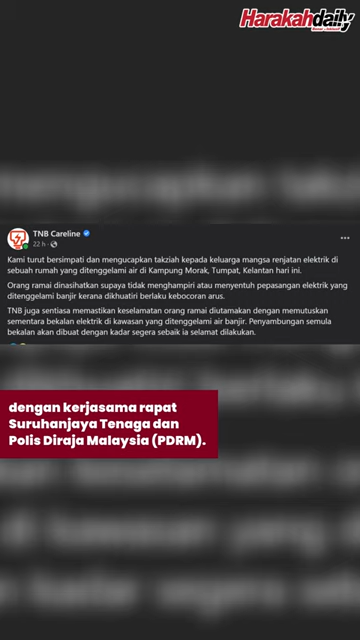 Harakahdaily
TNB Careline
22 h
Kami turut bersimpati dan mengucapkan takziah kepada keluarga mangsa renjatan elektrik di
sebuah rumah yang ditenggelami air di Kampung Morak, Tumpat, Kelantan hari ini.
Orang ramai dinasihatkan supaya tidak menghampiri atau menyentuh pepasangan elektrik yang
ditenggelami banjir kerana dikhuatiri berlaku kebocoran arus.
TNB juga sentiasa memastikan keselamatan orang ramai diutamakan dengan memutuskan
sementara bekalan elektrik di kawasan yang ditenggelami air banjir. Penyambungan semula
bekalan akan dibuat dengan kadar segera sebaik ia selamat dilakukan.
dengan kerjasama rapat
Suruhanjaya Tenaga dan
Polis Diraja Malaysia (PDRM).